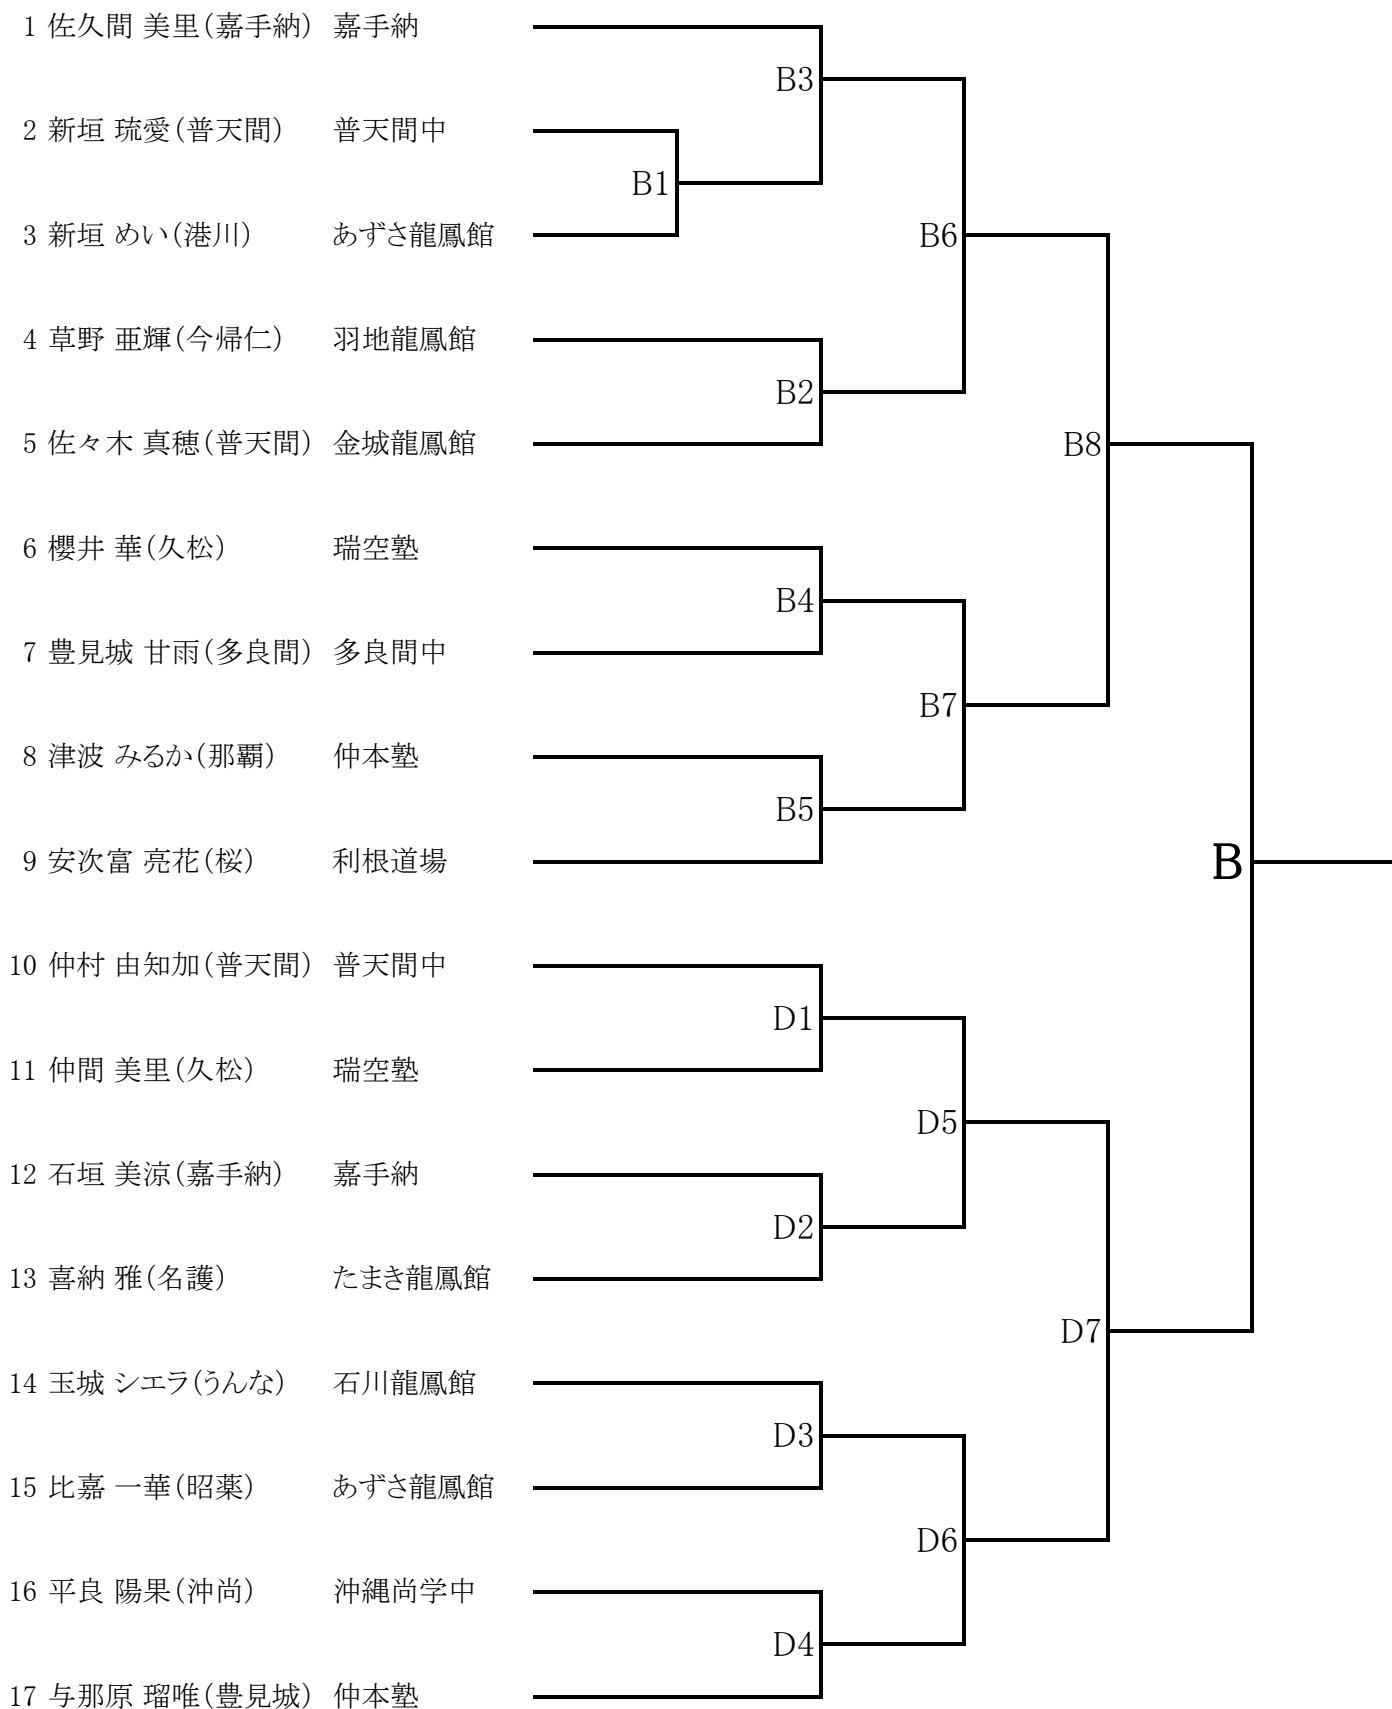 1 佐久間 美里(嘉手納) 嘉手納
B3
2 新垣 琉愛(普天間) 普天間中
B1
3 新垣 めい(港川) あずさ龍鳳館
B6
4 草野 亜輝(今帰仁) 羽地龍鳳館
B2
5 佐々木 真穂(普天間) 金城龍鳳館
B8
6 櫻井 華(久松) 瑞空塾
B4
7 豊見城 甘雨(多良間) 多良間中
B7
8 津波 みるか(那覇) 仲本塾
B5
9 安次富 亮花(桜) 利根道場
B
10 仲村 由知加(普天間) 普天間中
D1
11 仲間 美里(久松) 瑞空塾
D5
12 石垣 美涼(嘉手納) 嘉手納
D2
13 喜納 雅(名護) たまき龍鳳館
D7
14 玉城 シエラ(うんな) 石川龍鳳館
D3
15 比嘉 一華(昭薬) あずさ龍鳳館
D6
16 平良 陽果(沖尚) 沖縄尚学中
D4
17 与那原 瑠唯(豊見城) 仲本塾